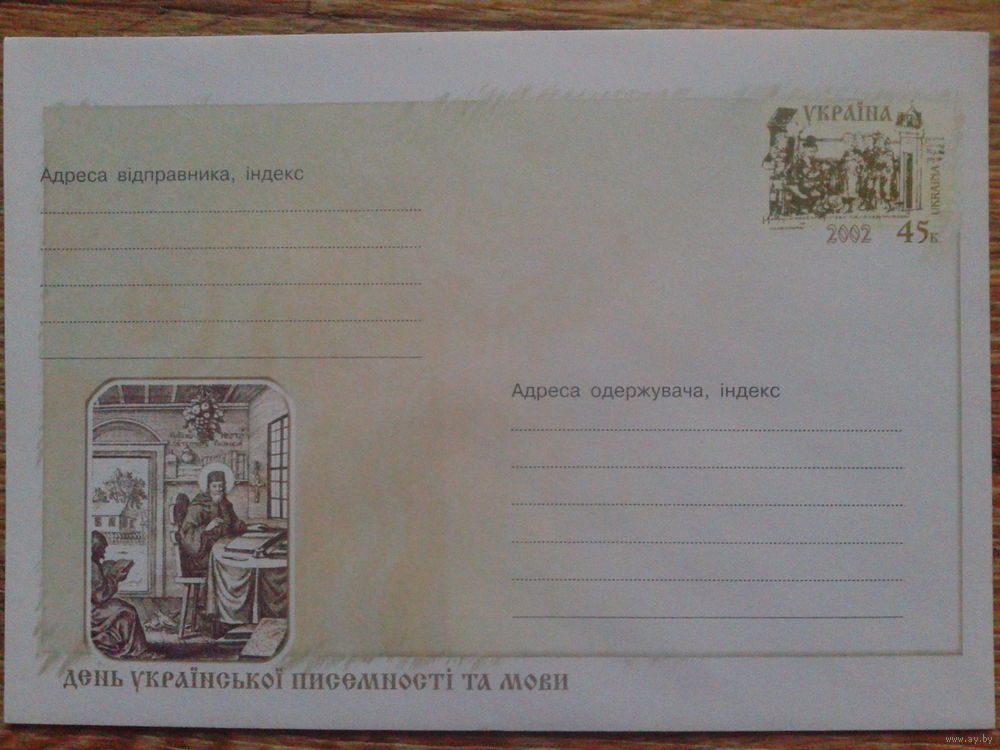 УКРАЇНА
UKRAINA
2002 45к.
Адреса відправника, індекс
Адреса одержувача, індекс
ДЕНЬ УКРАЇНСЬКОЇ ПИСЕМНОСТІ ТА МОВИ
www.ay.by